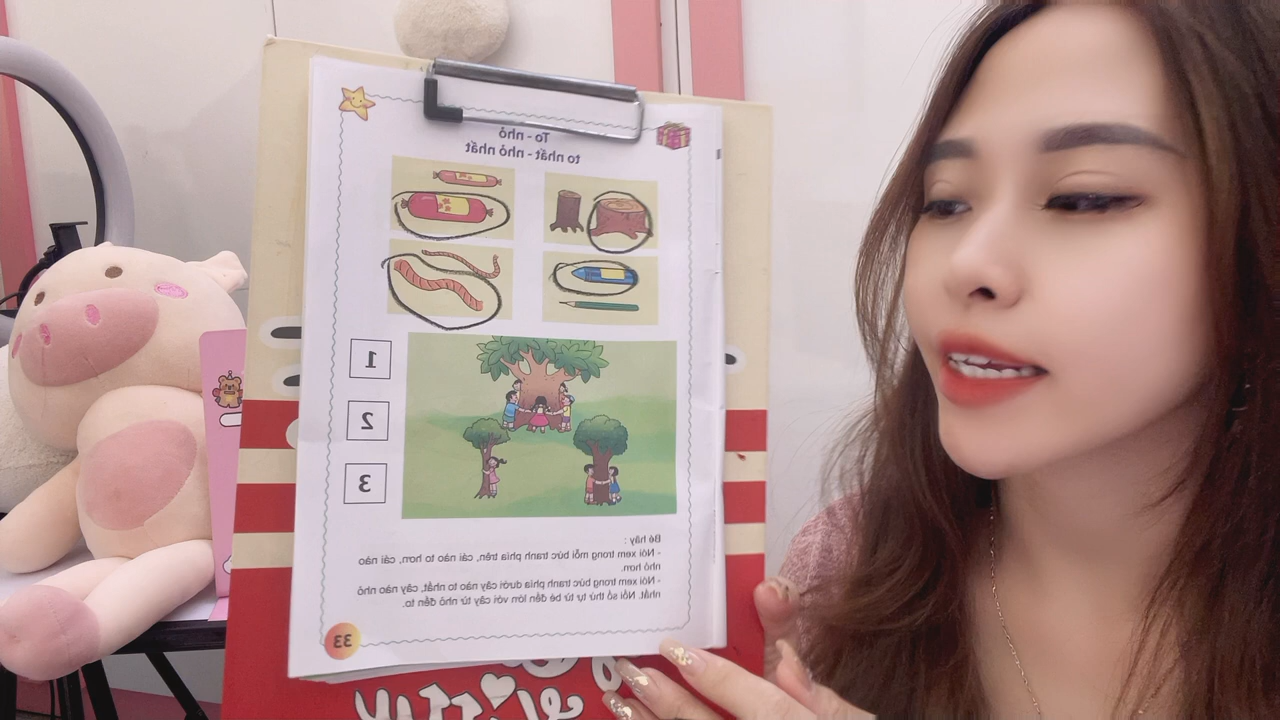 To - nhỏ
to nhất - nhỏ nhất
1
2
3
Bé hãy :
- Nói xem trong mỗi bức tranh phía trên, cái nào to hơn, cái nào
nhỏ hơn.
- Nói xem trong bức tranh phía dưới cây nào to nhất, cây nào nhỏ
nhất. Nối số thứ tự từ bé đến lớn với cây từ nhỏ đến to.
33